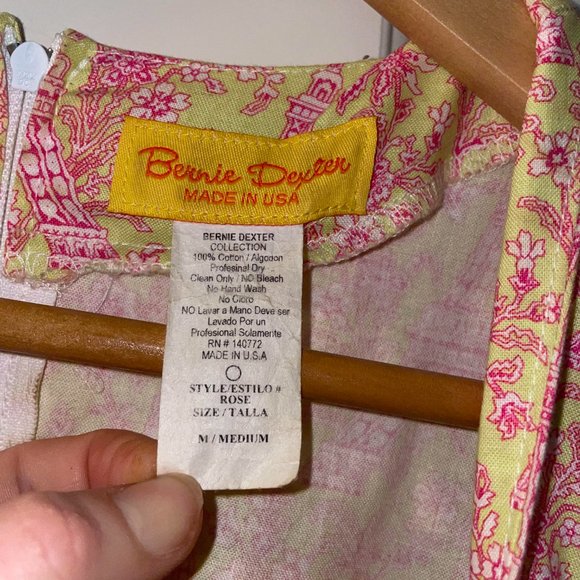 Bernie Dexter
MADE IN USA
BERNIE DEXTER
COLLECTION
100% Cotton / Algodon
Profesinal Dry
Clean Only / NO Bleach
No Hand Wash
No Cloro
NO Lavar a Mano Deve ser
Lavado Por un
Profesional Solamente
RN # 140772
MADE IN U.S.A
STYLE/ESTILO #
ROSE
SIZE / TALLA
M / MEDIUM